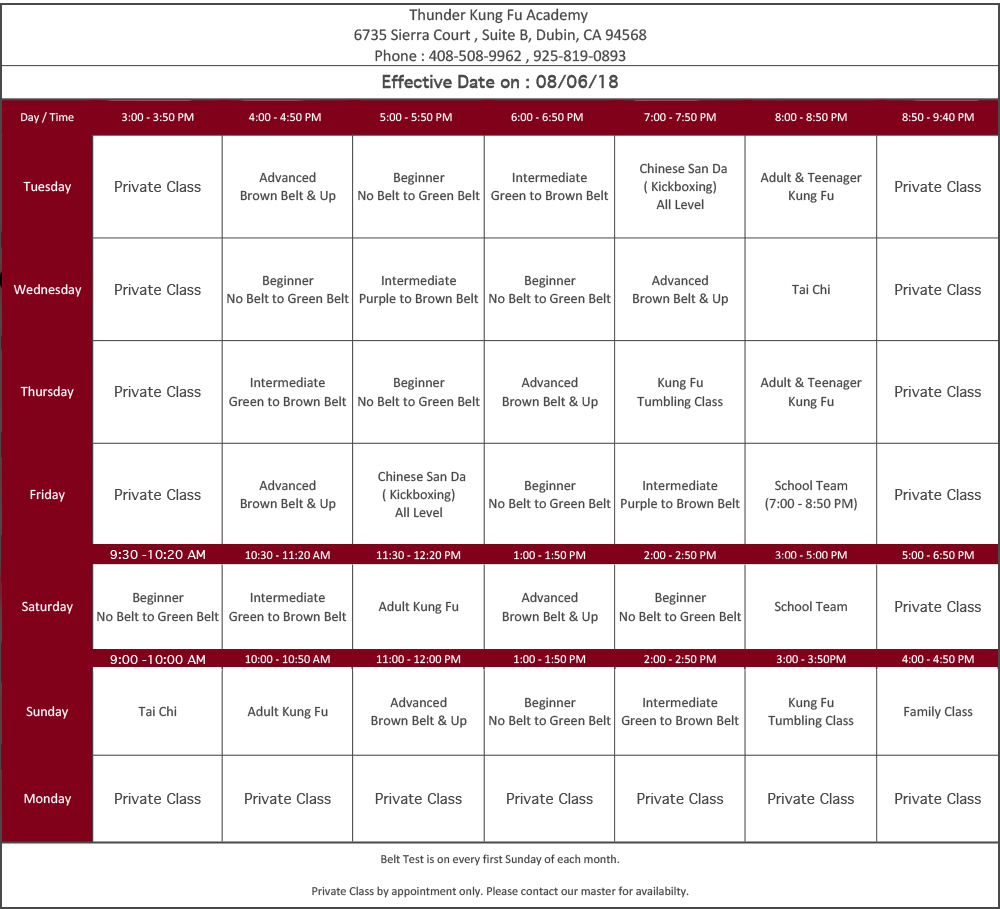 Thunder Kung Fu Academy
6735 Sierra Court , Suite B, Dubin, CA 94568
Phone : 408-508-9962 , 925-819-0893
Effective Date on : 08/06/18
Day / Time 3:00 - 3:50 PM 4:00 - 4:50 PM 5:00 - 5:50 PM 6:00 - 6:50 PM 7:00 - 7:50 PM 8:00 - 8:50 PM 8:50 - 9:40 PM
Tuesday
Private Class
Advanced
Brown Belt & Up
Beginner
No Belt to Green Belt
Intermediate
Green to Brown Belt
Chinese San Da
( Kickboxing)
All Level
Adult & Teenager
Kung Fu
Private Class
Wednesday
Private Class
Beginner
No Belt to Green Belt
Intermediate
Purple to Brown Belt
Beginner
No Belt to Green Belt
Advanced
Brown Belt & Up
Tai Chi
Private Class
Thursday
Private Class
Intermediate
Green to Brown Belt
Beginner
No Belt to Green Belt
Advanced
Brown Belt & Up
Kung Fu
Tumbling Class
Adult & Teenager
Kung Fu
Private Class
Friday
Private Class
Advanced
Brown Belt & Up
Chinese San Da
( Kickboxing)
All Level
Beginner
No Belt to Green Belt
Intermediate
Purple to Brown Belt
School Team
(7:00 - 8:50 PM)
Private Class
9:30 -10:20 AM 10:30 - 11:20 AM 11:30 - 12:20 PM 1:00 - 1:50 PM 2:00 - 2:50 PM 3:00 - 5:00 PM 5:00 - 6:50 PM
Saturday
Beginner
No Belt to Green Belt
Intermediate
Green to Brown Belt
Adult Kung Fu
Advanced
Brown Belt & Up
Beginner
No Belt to Green Belt
School Team
Private Class
9:00 -10:00 AM 10:00 - 10:50 AM 11:00 - 12:00 PM 1:00 - 1:50 PM 2:00 - 2:50 PM 3:00 - 3:50PM 4:00 - 4:50 PM
Sunday
Tai Chi
Adult Kung Fu
Advanced
Brown Belt & Up
Beginner
No Belt to Green Belt
Intermediate
Green to Brown Belt
Kung Fu
Tumbling Class
Family Class
Monday
Private Class
Private Class
Private Class
Private Class
Private Class
Private Class
Private Class
Belt Test is on every first Sunday of each month.
Private Class by appointment only. Please contact our master for availabilty.